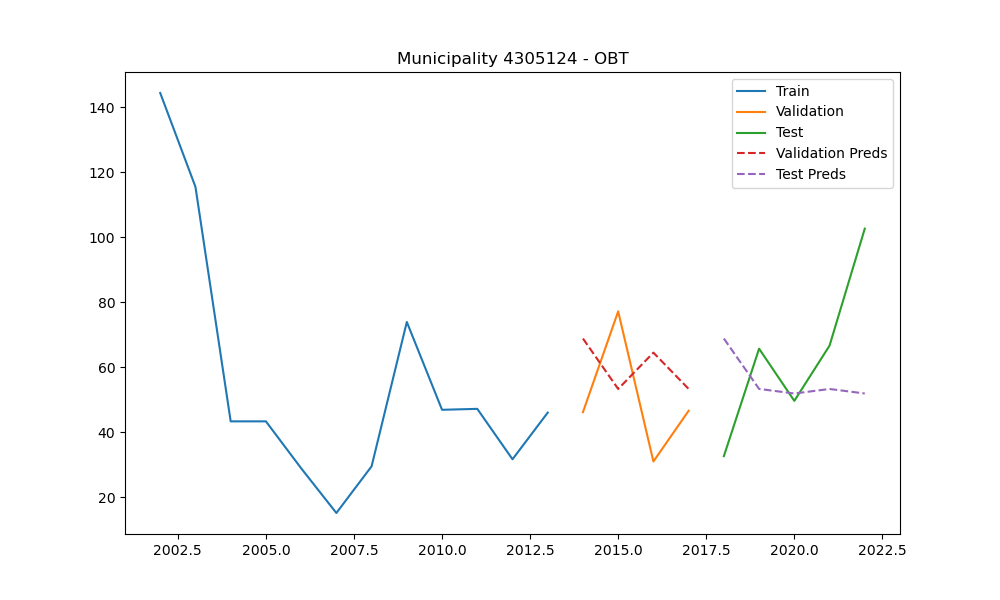 Municipality 4305124 - OBT
Train
Validation
Test
Validation Preds
Test Preds
140
120
100
80
60
40
20
2002.5 2005.0 2007.5 2010.0 2012.5 2015.0 2017.5 2020.0 2022.5